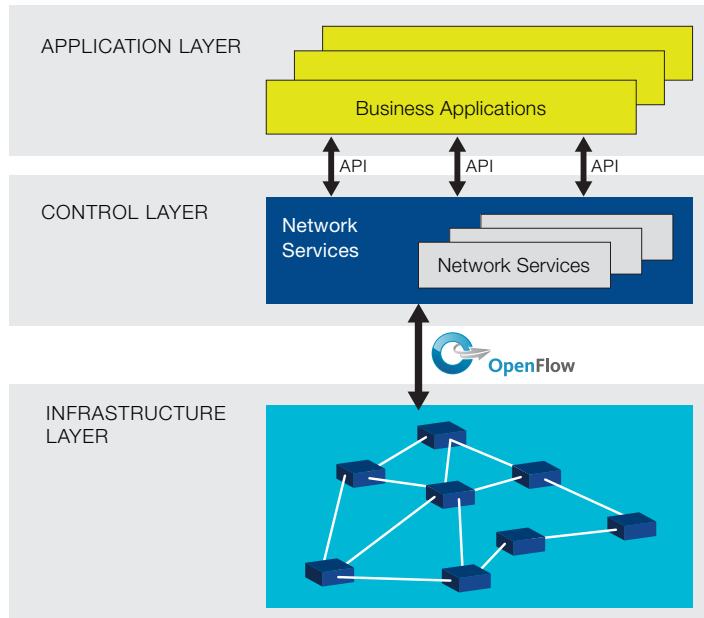 APPLICATION LAYER
Business Applications
API API API
CONTROL LAYER
Network
Services
Network Services
OpenFlow
INFRASTRUCTURE
LAYER